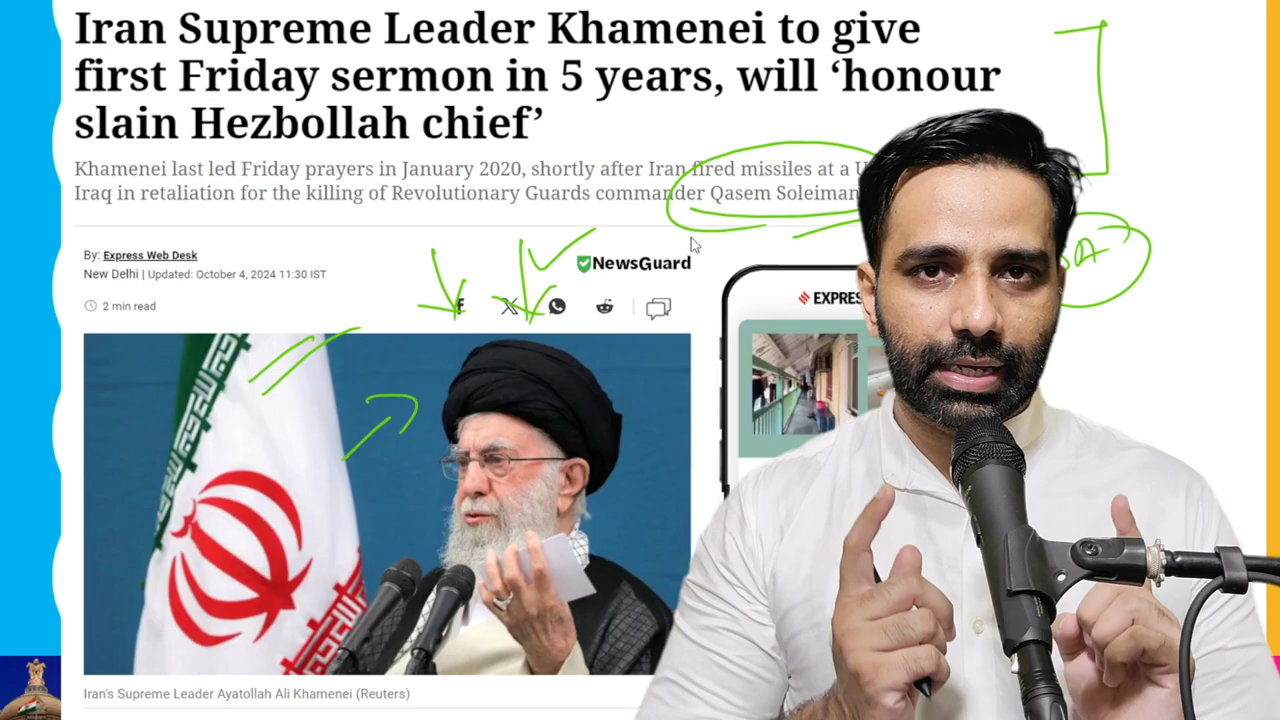 Iran Supreme Leader Khamenei to give
first Friday sermon in 5 years, will ‘honour
slain Hezbollah chief’
Khamenei last led Friday prayers in January 2020, shortly after Iran fired missiles at a
Iraq in retaliation for the killing of Revolutionary Guards commander Qasem
By: Express Web Desk
New Delhi | Updated: October 4, 2024 11:30 IST
NewsGuard
2 min read
Iran's Supreme Leader Ayatollah Ali Khamenei (Reuters)